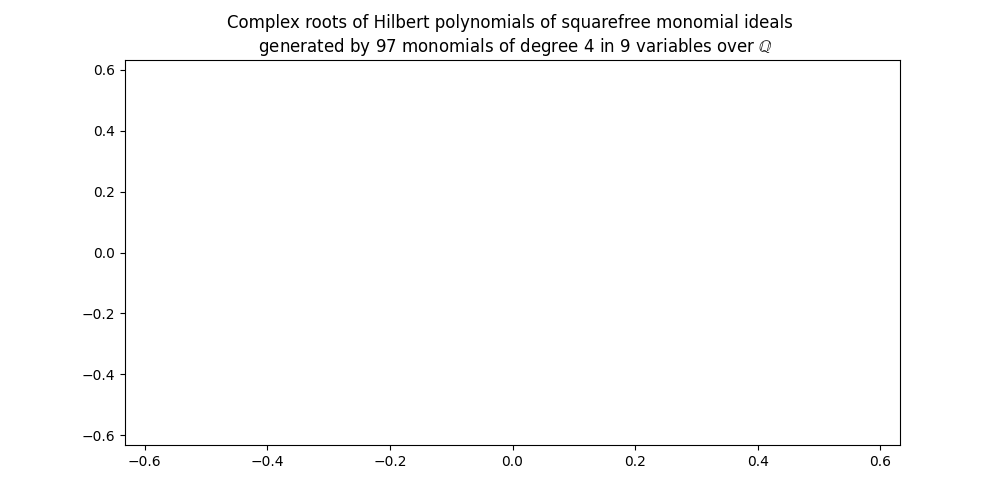 Complex roots of Hilbert polynomials of squarefree monomial ideals
generated by 97 monomials of degree 4 in 9 variables over ℚ
0.6
0.4
0.2
0.0
−0.2
−0.4
−0.6
−0.6 −0.4 −0.2 0.0 0.2 0.4 0.6